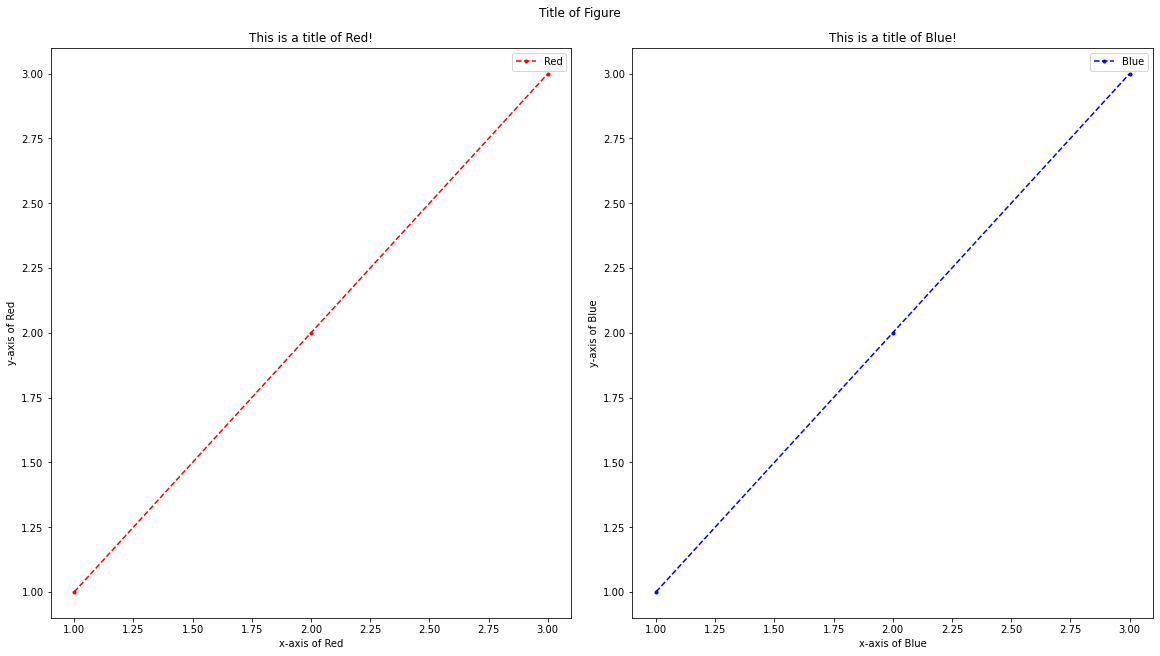 Title of Figure
This is a title of Red!
Red
y-axis of Red
3.00
2.75
2.50
2.25
2.00
1.75
1.50
1.25
1.00
1.00 1.25 1.50 1.75 2.00 2.25 2.50 2.75 3.00
x-axis of Red
This is a title of Blue!
Blue
y-axis of Blue
3.00
2.75
2.50
2.25
2.00
1.75
1.50
1.25
1.00
1.00 1.25 1.50 1.75 2.00 2.25 2.50 2.75 3.00
x-axis of Blue